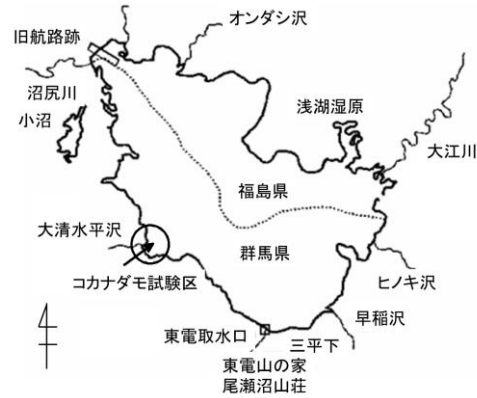 オンダシ沢
旧航路跡
沼尻川
小沼
浅湖湿原
大江川
福島県
大清水平沢
群馬県
コカナダモ試験区
ヒノキ沢
早稲沢
東電取水口
三平下
東電山の家
尾瀬沼山荘